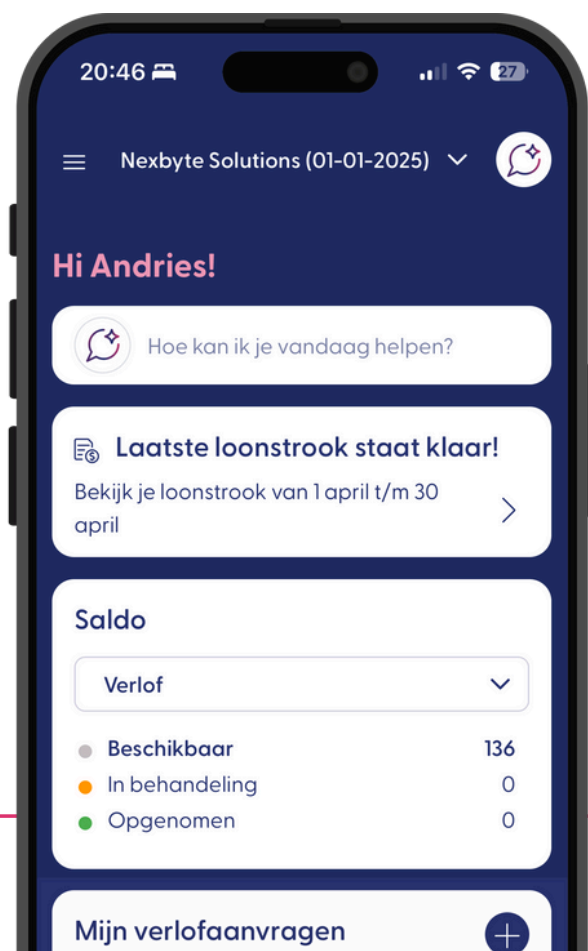 20:46 27
Nexbyte Solutions (01-01-2025)
Hi Andries!
Hoe kan ik je vandaag helpen?
Laatste loonstrook staat klaar!
Bekijk je loonstrook van 1 april t/m 30
april
Saldo
Verlof
Beschikbaar 136
In behandeling 0
Opgenomen 0
Mijn verlofaanvragen